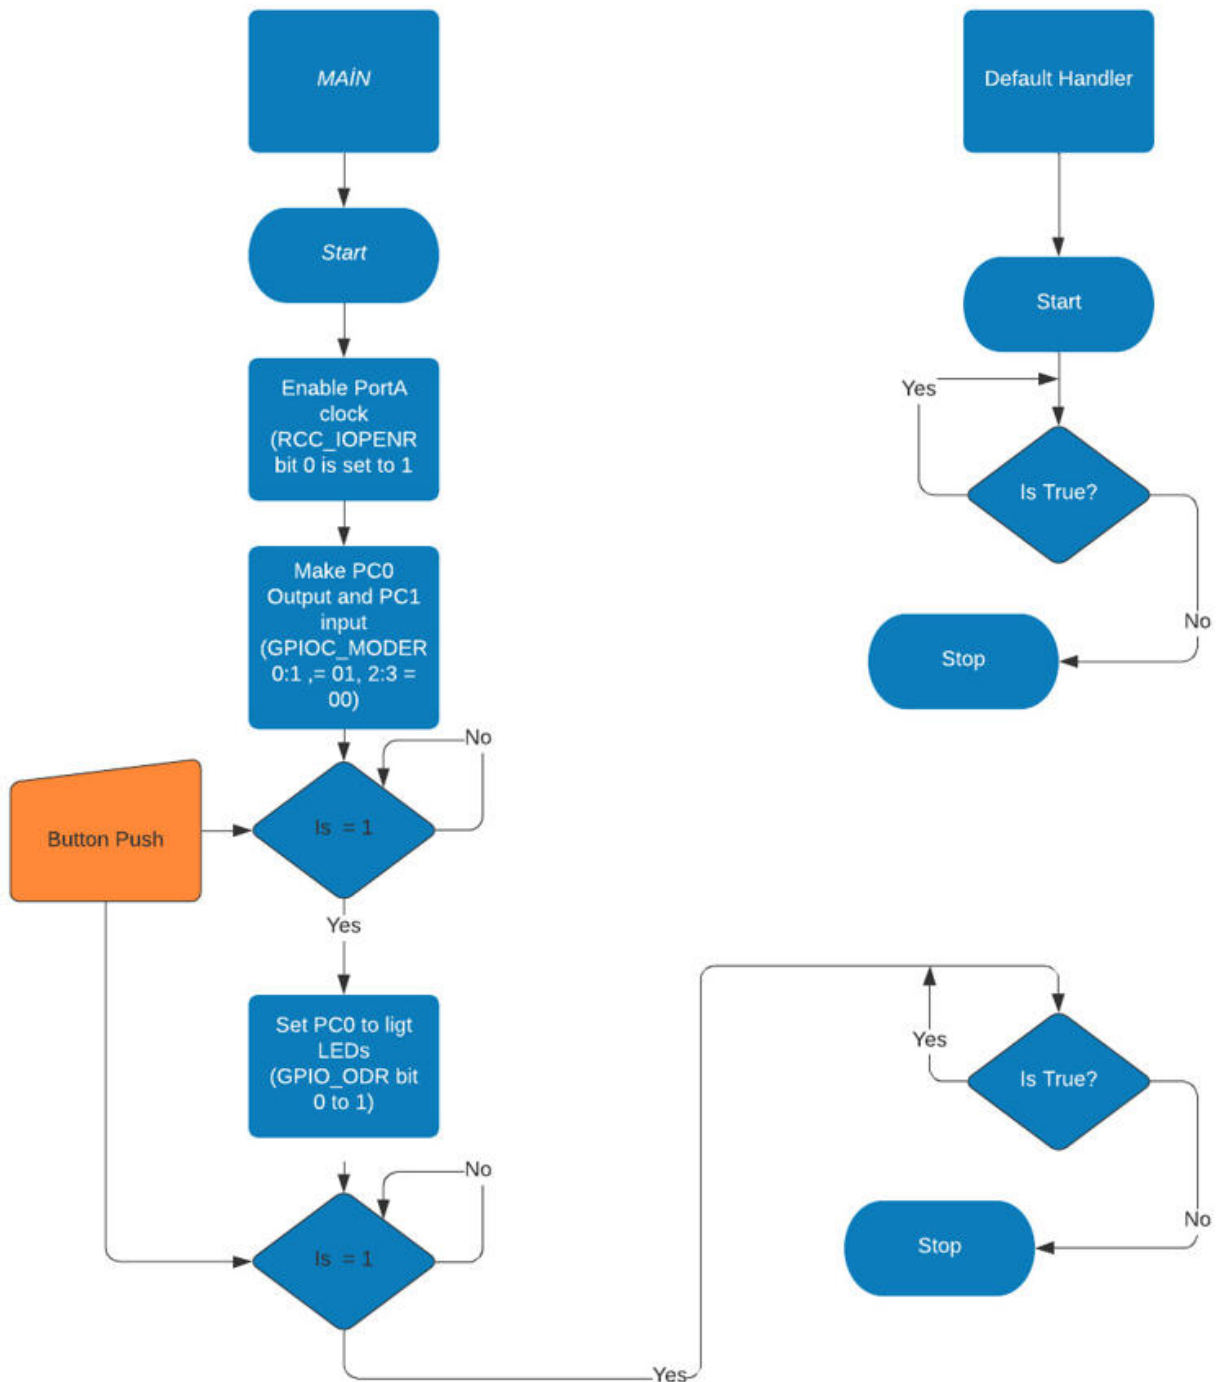 MAİN
Start
Enable PortA
clock
(RCC_IOPENR
bit 0 is set to 1
Make PC0
Output and PC1
input
(GPIOC_MODER
0:1 ,= 01, 2:3 =
00)
No
Button Push
Is = 1
Yes
Set PC0 to ligt
LEDs
(GPIO_ODR bit
0 to 1)
No
Is = 1
Yes
Default Handler
Start
Yes
Is True?
No
Stop
Yes
Is True?
No
Stop